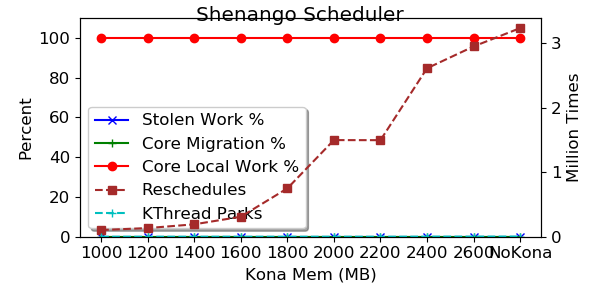 Shenango Scheduler
Percent
100
80
60
40
20
0
Stolen Work %
Core Migration %
Core Local Work %
Reschedules
KThread Parks
3
2
1
0
Million Times
1000 1200 1400 1600 1800 2000 2200 2400 2600 NoKona
Kona Mem (MB)